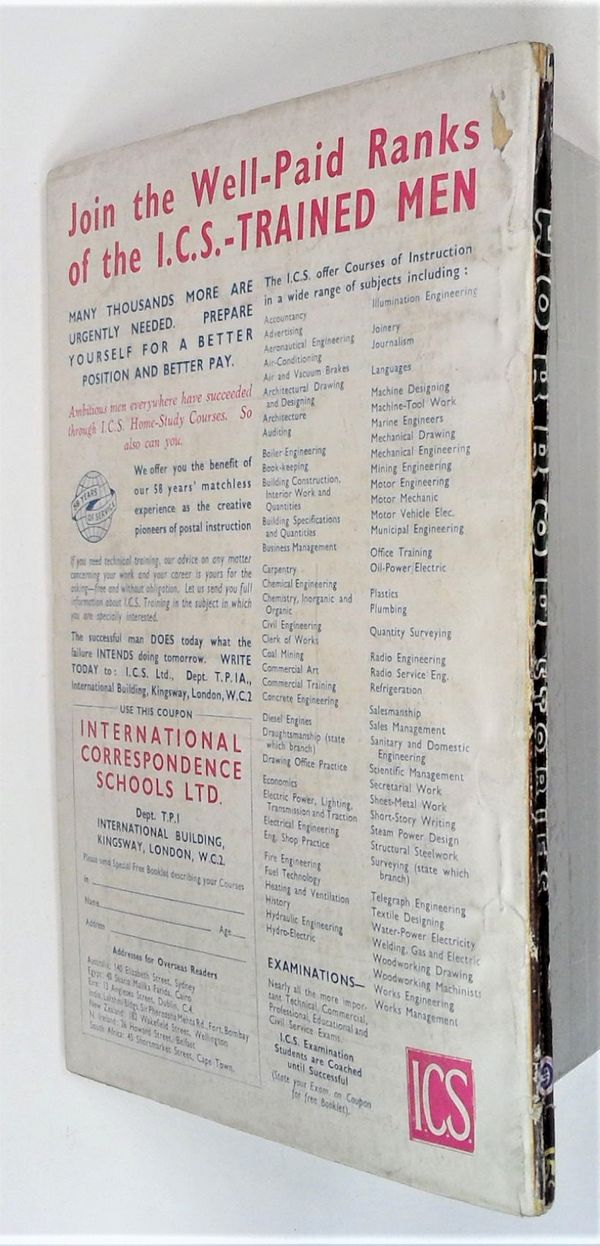 Join the Well-Paid Ranks
of the I.C.S.-TRAINED MEN
MANY THOUSANDS MORE ARE
URGENTLY NEEDED. PREPARE
YOURSELF FOR A BETTER
POSITION AND BETTER PAY.
Ambitious men everywhere have succeeded
through I.C.S. Home-Study Courses. So
also can you.
58 YEARS
OF SERVICE
We offer you the benefit of
our 58 years' matchless
experience as the creative
pioneers of postal instruction
If you need technical training, our advice on any matter
concerning your work and your career is yours for the
asking—free and without obligation. Let us send you full
information about I.C.S. Training in the subject in which
you are specially interested.
The successful man DOES today what the
failure INTENDS doing tomorrow. WRITE
TODAY to: I.C.S. Ltd., Dept. T.P.1A.,
International Building, Kingsway, London, W.C.2
USE THIS COUPON
INTERNATIONAL
CORRESPONDENCE
SCHOOLS LTD.
Dept. T.P.1
INTERNATIONAL BUILDING,
KINGSWAY, LONDON, W.C.2.
Please send Special Free Booklet describing your Courses
in
Name Age
Address
Addresses for Overseas Readers
Australia: 140 Elizabeth Street, Sydney
Egypt: 40 Sharia Malika Farida, Cairo
Eire: 13 Anglesea Street, Dublin, C.4.
India: Lakshmi Bldgs Sir Pherozsha Mehta Rd., Fort, Bombay
New Zealand: 182 Wakefield Street, Wellington
N. Ireland: 26 Howard Street, Belfast
South Africa: 45 Shortmarket Street, Cape Town.
The I.C.S. offer Courses of Instruction
in a wide range of subjects including:
Accountancy
Advertising
Aeronautical Engineering
Air-Conditioning
Air and Vacuum Brakes
Architectural Drawing
and Designing
Architecture
Auditing
Boiler Engineering
Book-keeping
Building Construction,
Interior Work and
Quantities
Building Specifications
and Quantities
Business Management
Carpentry
Chemical Engineering
Chemistry, Inorganic and
Organic
Civil Engineering
Clerk of Works
Coal Mining
Commercial Art
Commercial Training
Concrete Engineering
Diesel Engines
Draughtsmanship (state
which branch)
Drawing Office Practice
Economics
Electric Power, Lighting,
Transmission and Traction
Electrical Engineering
Eng. Shop Practice
Fire Engineering
Fuel Technology
Heating and Ventilation
History
Hydraulic Engineering
Hydro-Electric
Illumination Engineering
Joinery
Journalism
Languages
Machine Designing
Machine-Tool Work
Marine Engineers
Mechanical Drawing
Mechanical Engineering
Mining Engineering
Motor Engineering
Motor Mechanic
Motor Vehicle Elec.
Municipal Engineering
Office Training
Oil-Power Electric
Plastics
Plumbing
Quantity Surveying
Radio Engineering
Radio Service Eng.
Refrigeration
Salesmanship
Sales Management
Sanitary and Domestic
Engineering
Scientific Management
Secretarial Work
Sheet-Metal Work
Short-Story Writing
Steam Power Design
Structural Steelwork
Surveying (state which
branch)
Telegraph Engineering
Textile Designing
Water-Power Electricity
Welding, Gas and Electric
Woodworking Drawing
Woodworking Machinists
Works Engineering
Works Management
EXAMINATIONS—
Nearly all the more impor-
tant Technical, Commercial,
Professional, Educational and
Civil Service Exams.
I.C.S. Examination
Students are Coached
until Successful
(State your Exam. on Coupon
for free Booklet).
I.C.S.